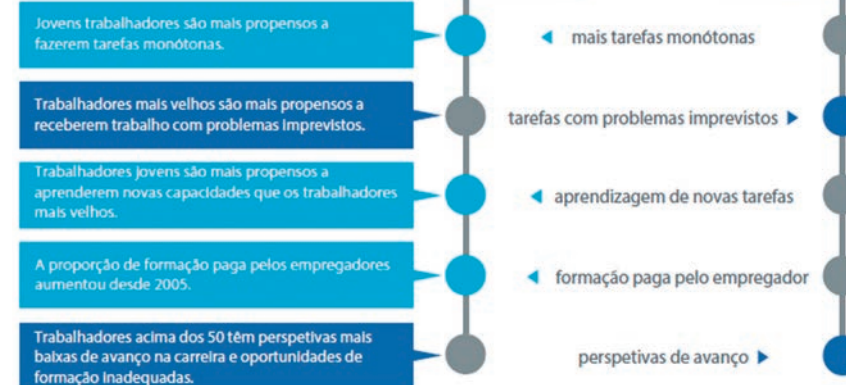 Jovens trabalhadores são mais propensos a
fazerem tarefas monótonas.
mais tarefas monótonas
Trabalhadores mais velhos são mais propensos a
receberem trabalho com problemas imprevistos.
tarefas com problemas imprevistos
Trabalhadores jovens são mais propensos a
aprenderem novas capacidades que os trabalhadores
mais velhos.
aprendizagem de novas tarefas
A proporção de formação paga pelos empregadores
aumentou desde 2005.
formação paga pelo empregador
Trabalhadores acima dos 50 têm perspetivas mais
baixas de avanço na carreira e oportunidades de
formação inadequadas.
perspetivas de avanço